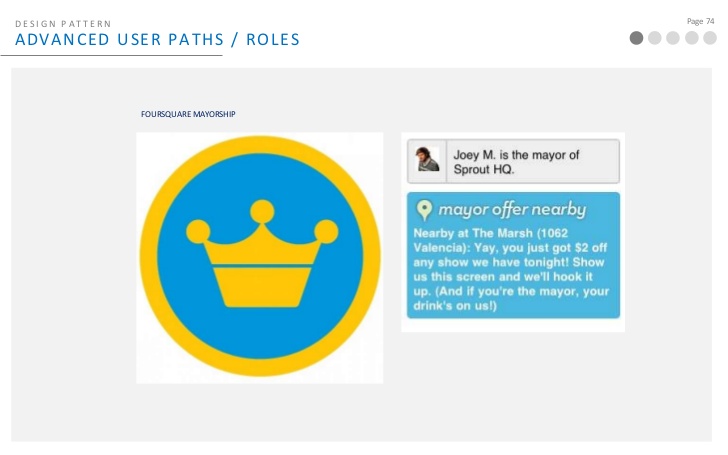 DESIGN PATTERN
ADVANCED USER PATHS / ROLES
Page 74
FOURSQUARE MAYORSHIP
Joey M. is the mayor of
Sprout HQ.
mayor offer nearby
Nearby at The Marsh (1062
Valencia): Yay, you just got $2 off
any show we have tonight! Show
us this screen and we'll hook it
up. (And if you're the mayor, your
drink's on us!)